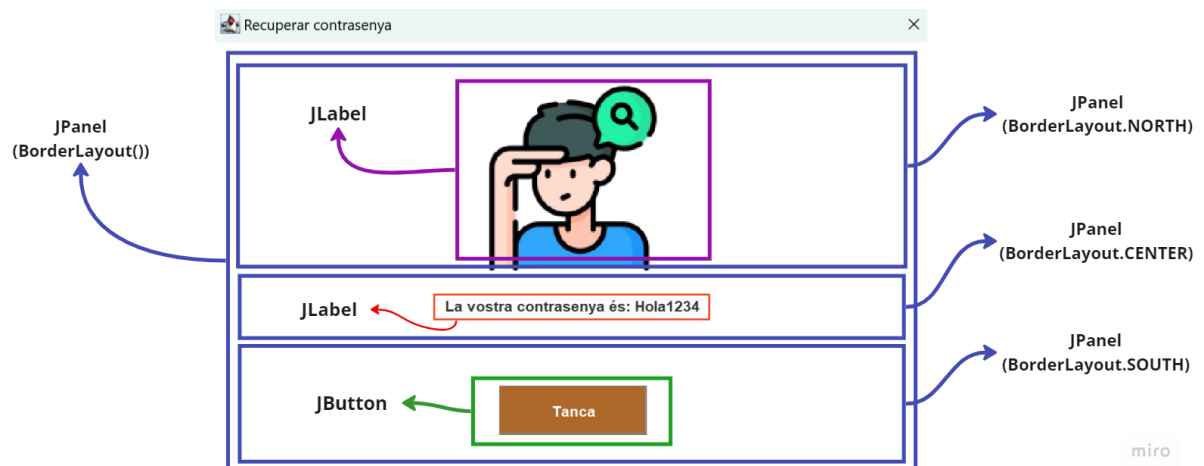 Recuperar contrasenya
JPanel
(BorderLayout())
JLabel
JPanel
(BorderLayout.NORTH)
JPanel
(BorderLayout.CENTER)
JLabel
La vostra contrasenya és: Hola1234
JPanel
(BorderLayout.SOUTH)
JButton
Tanca
miro